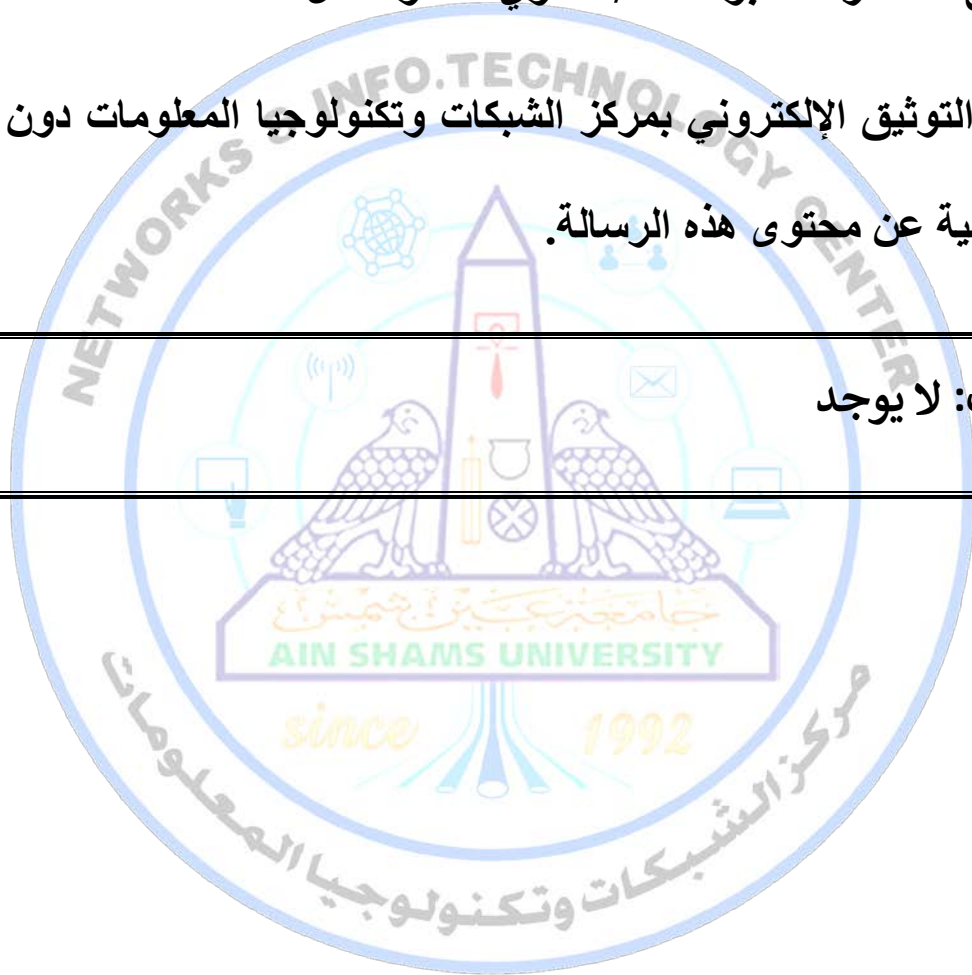 التوثيق الإلكتروني بمركز الشبكات وتكنولوجيا المعلومات دون
عن محتوى هذه الرسالة.
لا يوجد
NETWORKS & INFO.TECHNOLOGY CENTER
جامعة عين شمس
AIN SHAMS UNIVERSITY
since 1992
مركز الشبكات وتكنولوجيا المعلومات